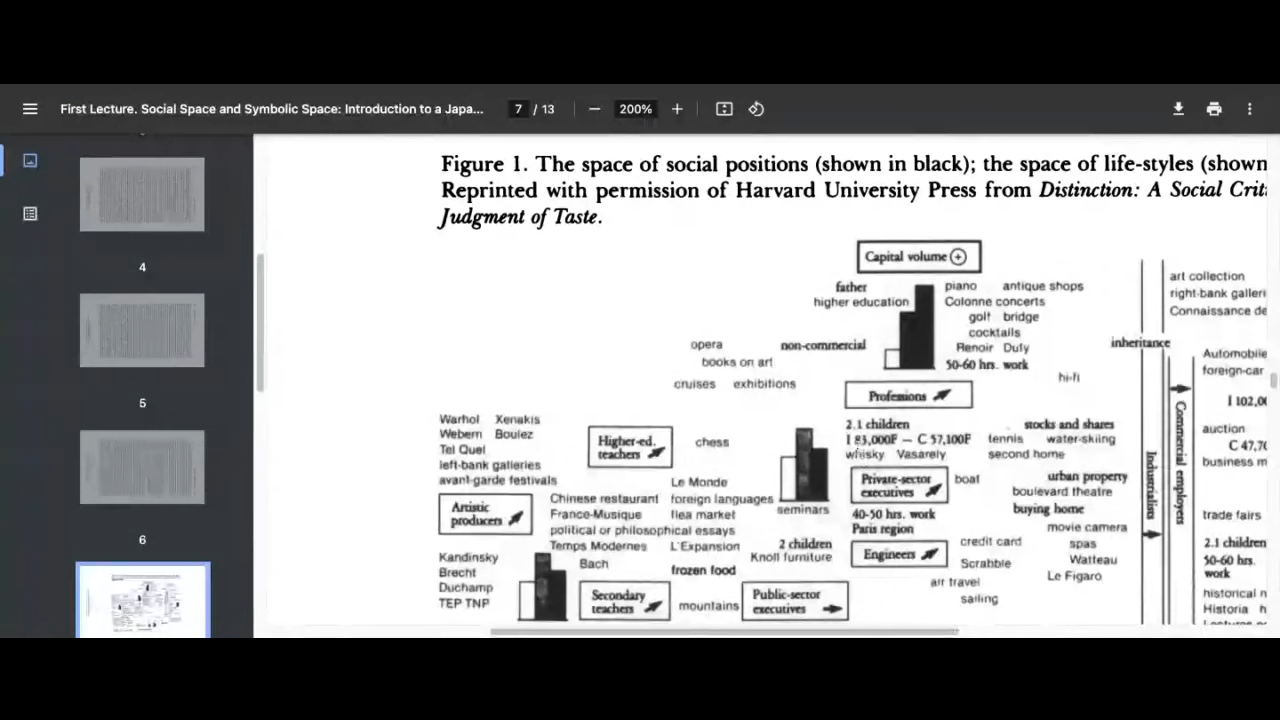 First Lecture. Social Space and Symbolic Space: Introduction to a Japa...
7 / 13
200%
4
5
6
Figure 1. The space of social positions (shown in black); the space of life-styles (shown
Reprinted with permission of Harvard University Press from Distinction: A Social Crit
Judgment of Taste.
Capital volume +
father
higher education
piano antique shops
Colonne concerts
golf bridge
cocktails
Renoir Dufy
50-60 hrs. work
opera
books on art
non-commercial
cruises exhibitions
inheritance
hi-fi
art collection
right-bank galleri
Connaissance de
Automobile
foreign-car
Professions
Warhol Xenakis
Webern Boulez
Tel Quel
left-bank galleries
avant-garde festivals
Higher-ed.
teachers
chess
2.1 children
I 83,000F – C 57,100F
whisky Vasarely
stocks and shares
tennis water-skiing
second home
I 102,00
auction
C 47,70
business m
Artistic
producers
Chinese restaurant
France-Musique
political or philosophical essays
Temps Modernes
Le Monde
foreign languages
flea market
L'Expansion
seminars
Private-sector
executives
boat
urban property
boulevard theatre
buying home
40-50 hrs. work
Paris region
movie camera
spas
Watteau
Le Figaro
Industrialists
Commercial employers
trade fairs
2.1 children
50-60 hrs.
work
historical n
Historia h
Kandinsky
Brecht
Duchamp
TEP TNP
Bach
frozen food
2 children
Knoll furniture
Engineers
credit card
Scrabble
air travel
sailing
Secondary
teachers
mountains
Public-sector
executives